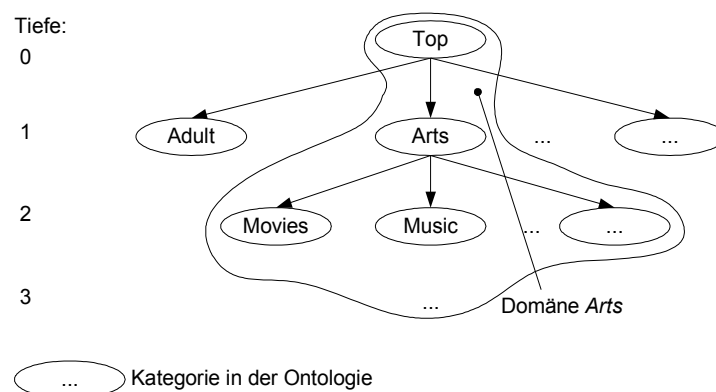 Tiefe:
Top
0
1
Adult
Arts
...
...
2
Movies
Music
...
...
3
...
Domäne Arts
... Kategorie in der Ontologie